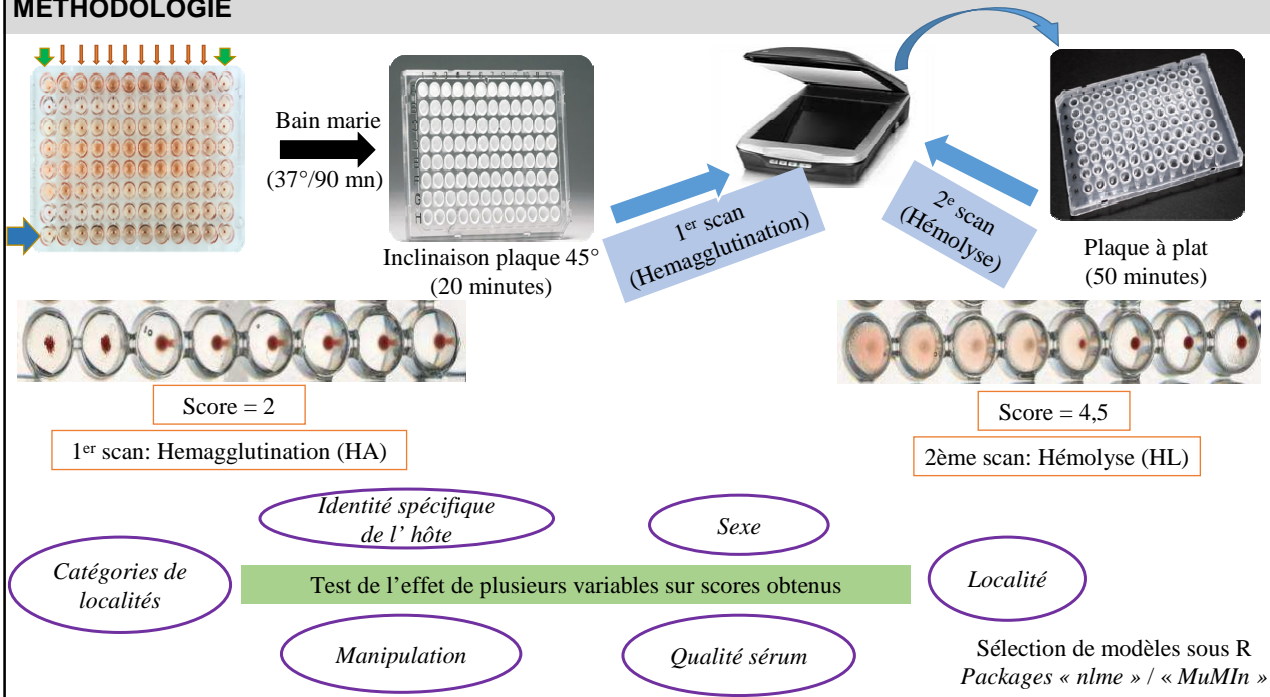 METHODOLOGIE
Bain marie
(37°/90 mn)
Inclinaison plaque 45°
(20 minutes)
1er scan
(Hemagglutination)
2e scan
(Hémolyse)
Plaque à plat
(50 minutes)
Score = 2
1er scan: Hemagglutination (HA)
Score = 4,5
2ème scan: Hémolyse (HL)
Identité spécifique
de l’ hôte
Sexe
Catégories de
localités
Test de l’effet de plusieurs variables sur scores obtenus
Localité
Manipulation
Qualité sérum
Sélection de modèles sous R
Packages « nlme » / « MuMIn »